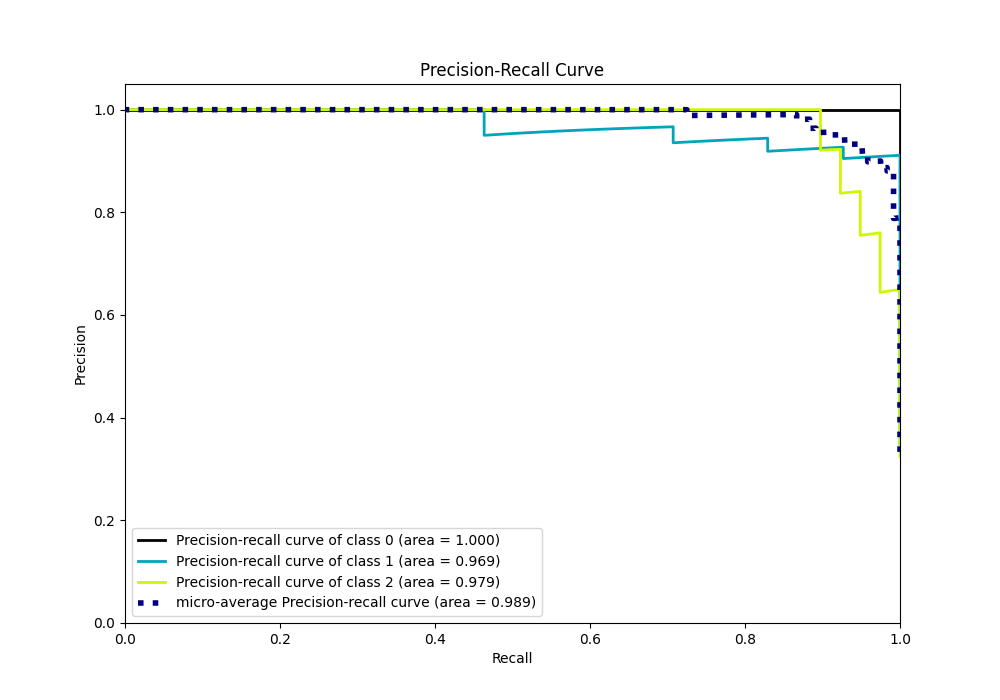 Precision-Recall Curve
1.0
0.8
0.6
0.4
0.2
0.0
Precision
Precision-recall curve of class 0 (area = 1.000)
Precision-recall curve of class 1 (area = 0.969)
Precision-recall curve of class 2 (area = 0.979)
micro-average Precision-recall curve (area = 0.989)
0.0 0.2 0.4 0.6 0.8 1.0
Recall